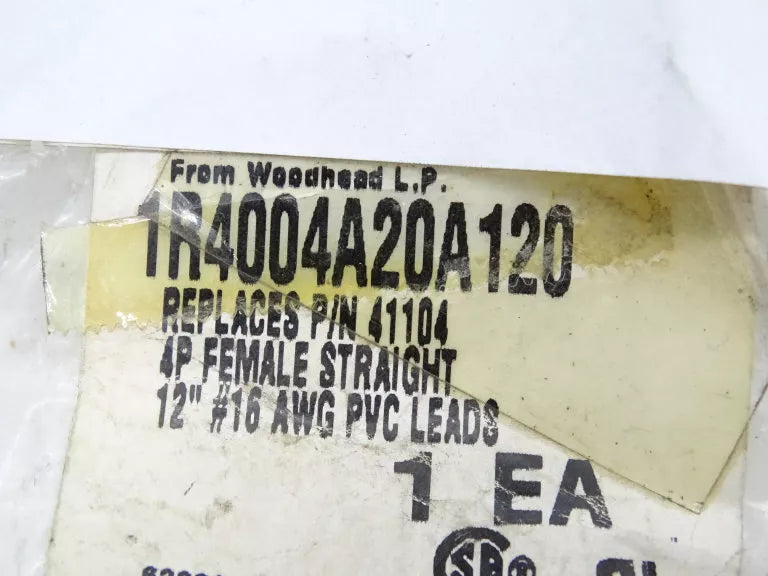 From Woodhead L.P.
1R4004A20A120
REPLACES P/N 41104
4P FEMALE STRAIGHT
12" #16 AWG PVC LEADS
1 EA